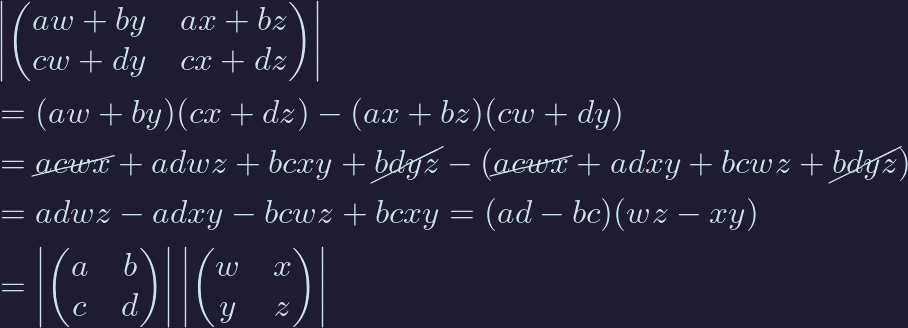 |(aw + by  ax + bz)|
|(cw + dy  cx + dz)|
= (aw + by)(cx + dz) − (ax + bz)(cw + dy)
= acwx + adwz + bcxy + bdyz − (acwx + adxy + bcwz + bdyz)
= adwz − adxy − bcwz + bcxy = (ad − bc)(wz − xy)
= |(a  b)| |(w  x)|
|(c  d)| |(y  z)|